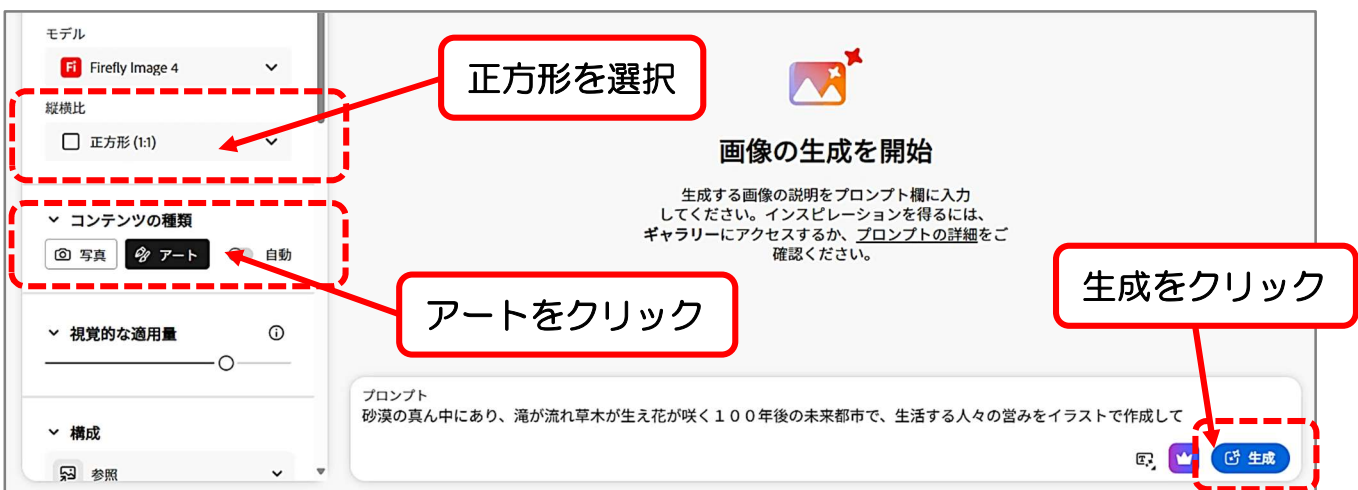 モデル
Fi Firefly Image 4
縦横比
正方形 (1:1)
コンテンツの種類
写真 アート 自動
視覚的な適用量
構成
参照
正方形を選択
アートをクリック
画像の生成を開始
生成する画像の説明をプロンプト欄に入力
してください。インスピレーションを得るには、
ギャラリーにアクセスするか、プロンプトの詳細をご
確認ください。
生成をクリック
プロンプト
砂漠の真ん中にあり、滝が流れ草木が生え花が咲く１００年後の未来都市で、生活する人々の営みをイラストで作成して
生成